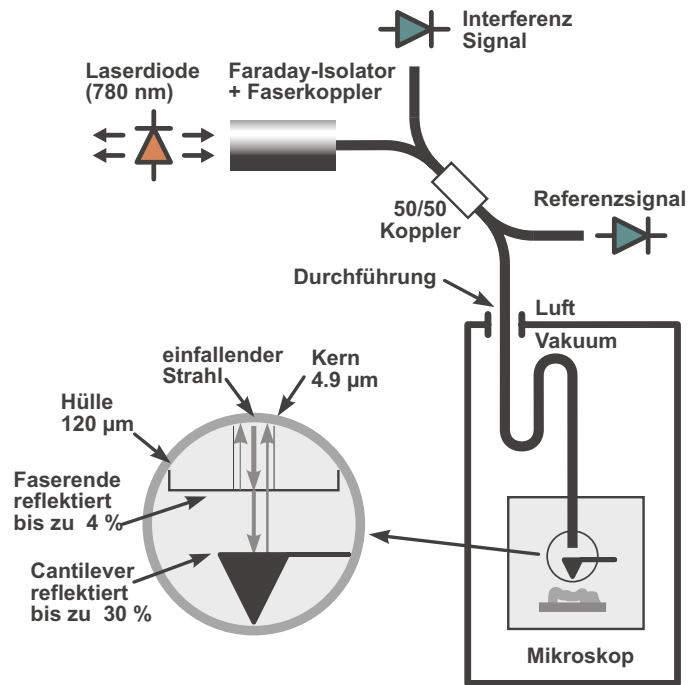 Interferenz
Signal
Laserdiode
(780 nm)
Faraday-Isolator
+ Faserkoppler
50/50
Koppler
Referenzsignal
Durchführung
Luft
Vakuum
einfallender
Strahl
Kern
4.9 µm
Hülle
120 µm
Faserende
reflektiert
bis zu 4 %
Cantilever
reflektiert
bis zu 30 %
Mikroskop